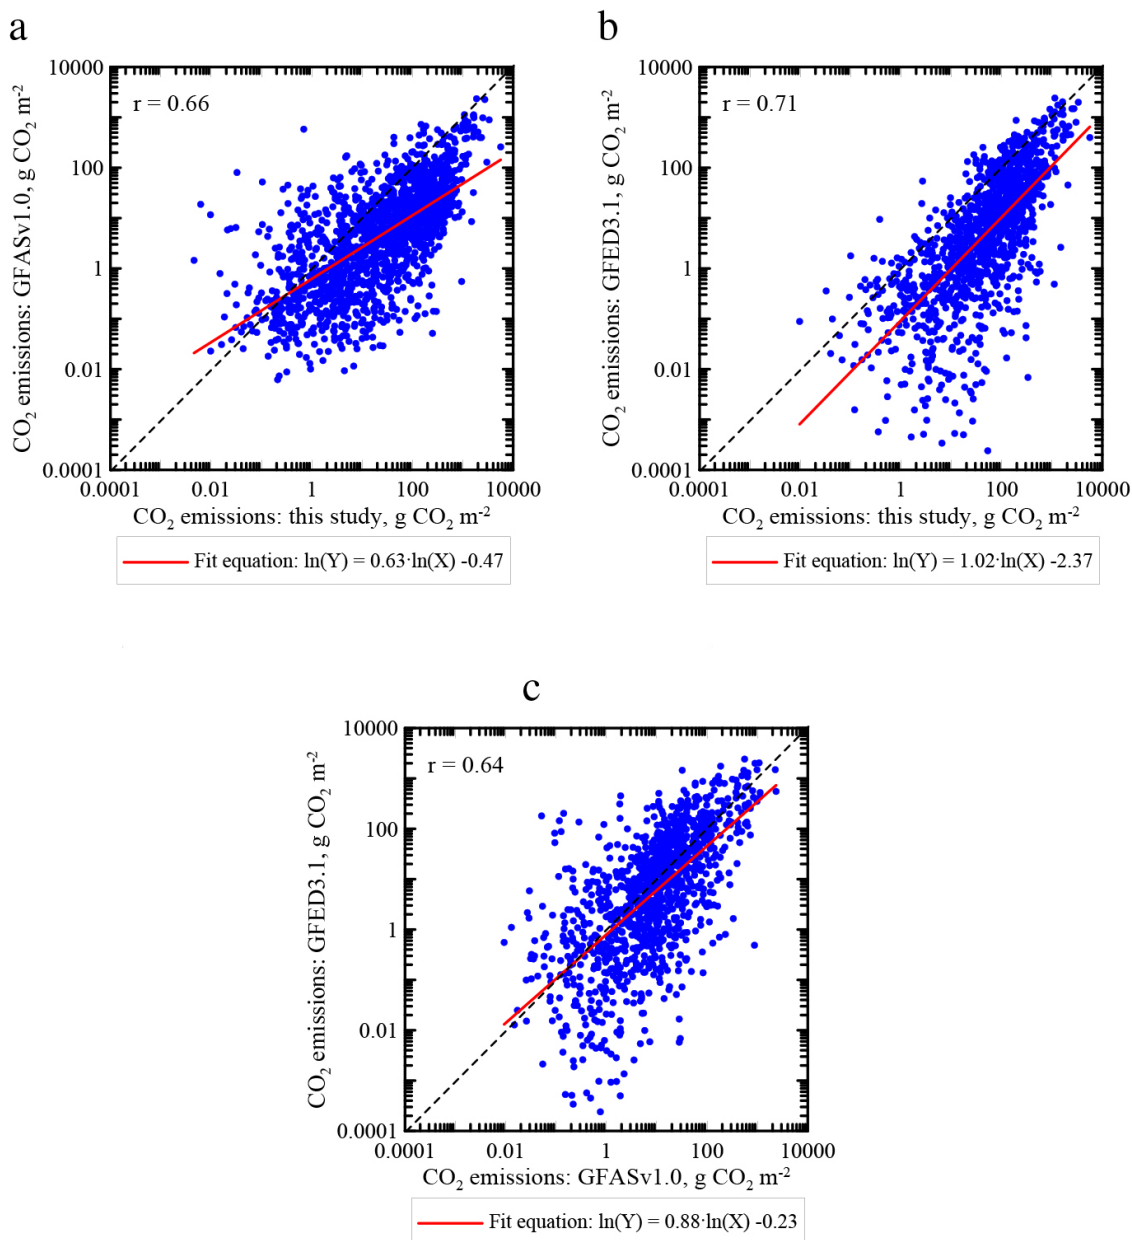 a
10000
100
1
0.01
0.0001
r = 0.66
CO₂ emissions: GFASv1.0, g CO₂ m⁻²
0.0001 0.01 1 100 10000
CO₂ emissions: this study, g CO₂ m⁻²
Fit equation: ln(Y) = 0.63·ln(X) -0.47
b
10000
100
1
0.01
0.0001
r = 0.71
CO₂ emissions: GFED3.1, g CO₂ m⁻²
0.0001 0.01 1 100 10000
CO₂ emissions: this study, g CO₂ m⁻²
Fit equation: ln(Y) = 1.02·ln(X) -2.37
c
10000
100
1
0.01
0.0001
r = 0.64
CO₂ emissions: GFED3.1, g CO₂ m⁻²
0.0001 0.01 1 100 10000
CO₂ emissions: GFASv1.0, g CO₂ m⁻²
Fit equation: ln(Y) = 0.88·ln(X) -0.23